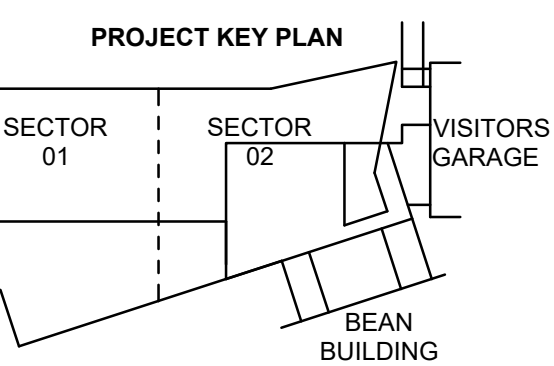 PROJECT KEY PLAN
SECTOR
01
SECTOR
02
VISITORS
GARAGE
BEAN
BUILDING